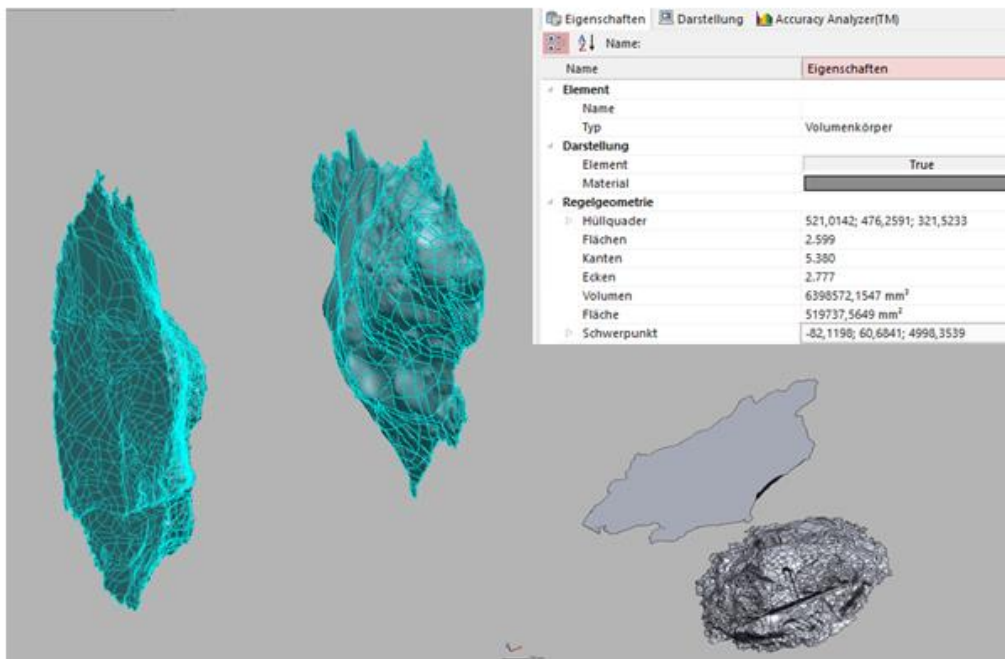 Eigenschaften Darstellung Accuracy Analyzer(TM)
Name:
Name Eigenschaften
Element
Name
Typ Volumenkörper
Darstellung
Element True
Material
Regelgeometrie
Hüllquader 521,0142; 476,2591; 321,5233
Flächen 2.599
Kanten 5.380
Ecken 2.777
Volumen 6398572,1547 mm³
Fläche 519737,5649 mm²
Schwerpunkt -82,1198; 60,6841; 4998,3539